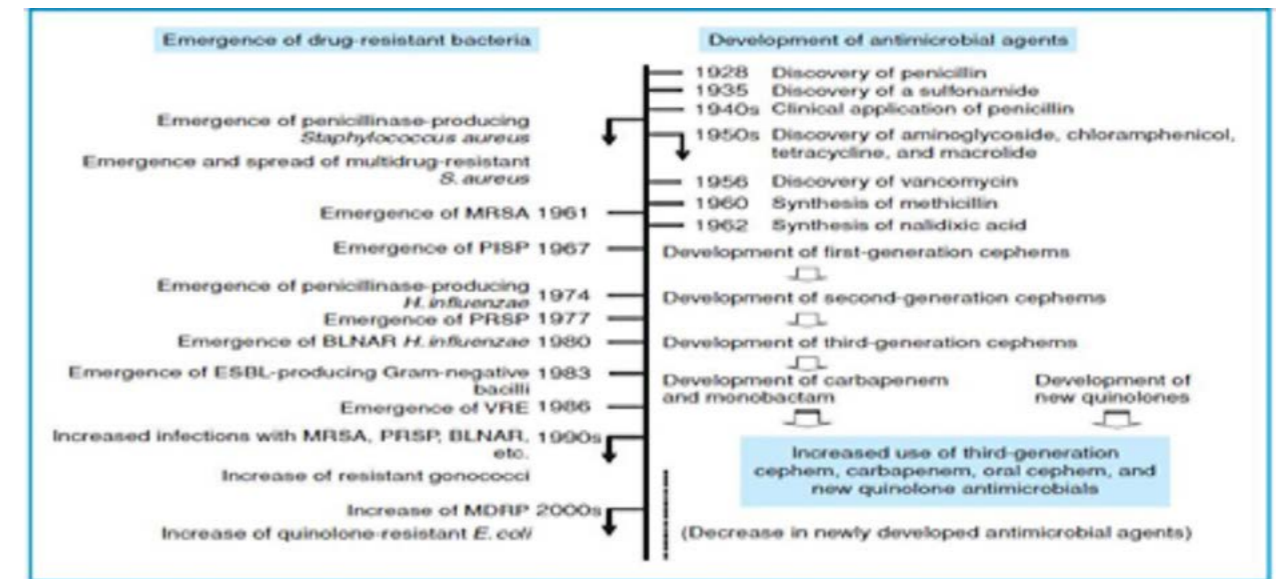 Emergence of drug-resistant bacteria
Emergence of penicillinase-producing
Staphylococcus aureus
Emergence and spread of multidrug-resistant
S. aureus
Emergence of MRSA 1961
Emergence of PISP 1967
Emergence of penicillinase-producing
H. influenzae 1974
Emergence of PRSP 1977
Emergence of BLNAR H. influenzae 1980
Emergence of ESBL-producing Gram-negative 1983
bacilli
Emergence of VRE 1986
Increased infections with MRSA, PRSP, BLNAR, 1990s
etc.
Increase of resistant gonococci
Increase of MDRP 2000s
Increase of quinolone-resistant E. coli
Development of antimicrobial agents
1928 Discovery of penicillin
1935 Discovery of a sulfonamide
1940s Clinical application of penicillin
1950s Discovery of aminoglycoside, chloramphenicol,
tetracycline, and macrolide
1956 Discovery of vancomycin
1960 Synthesis of methicillin
1962 Synthesis of nalidixic acid
Development of first-generation cephems
Development of second-generation cephems
Development of third-generation cephems
Development of carbapenem
and monobactam
Development of
new quinolones
Increased use of third-generation
cephem, carbapenem, oral cephem, and
new quinolone antimicrobials
(Decrease in newly developed antimicrobial agents)